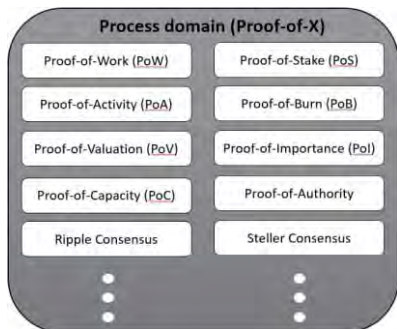 Process domain (Proof-of-X)
Proof-of-Work (PoW)
Proof-of-Stake (PoS)
Proof-of-Activity (PoA)
Proof-of-Burn (PoB)
Proof-of-Valuation (PoV)
Proof-of-Importance (PoI)
Proof-of-Capacity (PoC)
Proof-of-Authority
Ripple Consensus
Steller Consensus